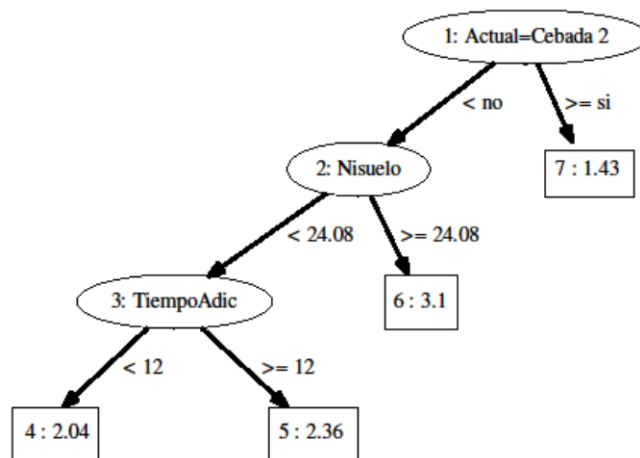 1: Actual=Cebada 2
< no
>= si
2: Nisuelo
7 : 1.43
< 24.08
>= 24.08
3: TiempoAdic
6 : 3.1
< 12
>= 12
4 : 2.04
5 : 2.36